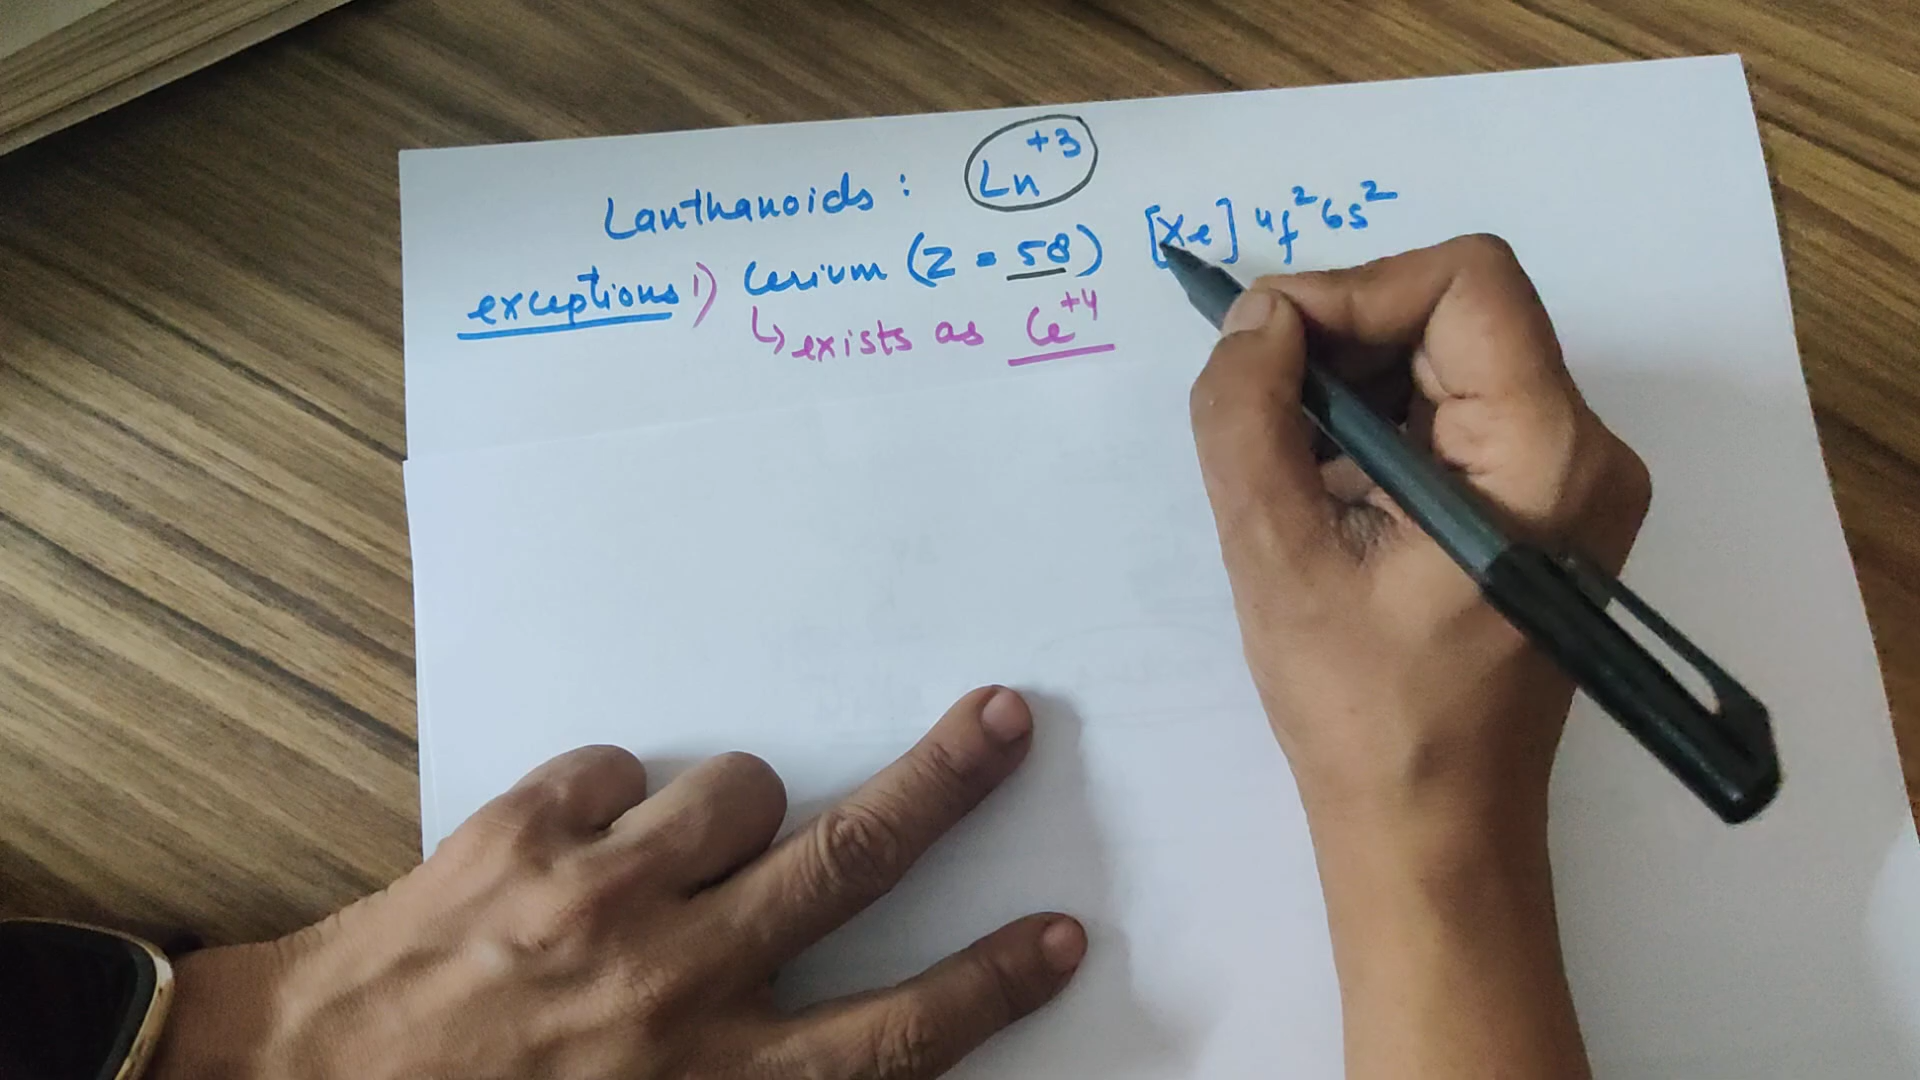 Lanthanoids : Ln⁺³
exceptions 1) Cerium (Z = 58) [Xe] 4f² 6s²
↳ exists as Ce⁺⁴